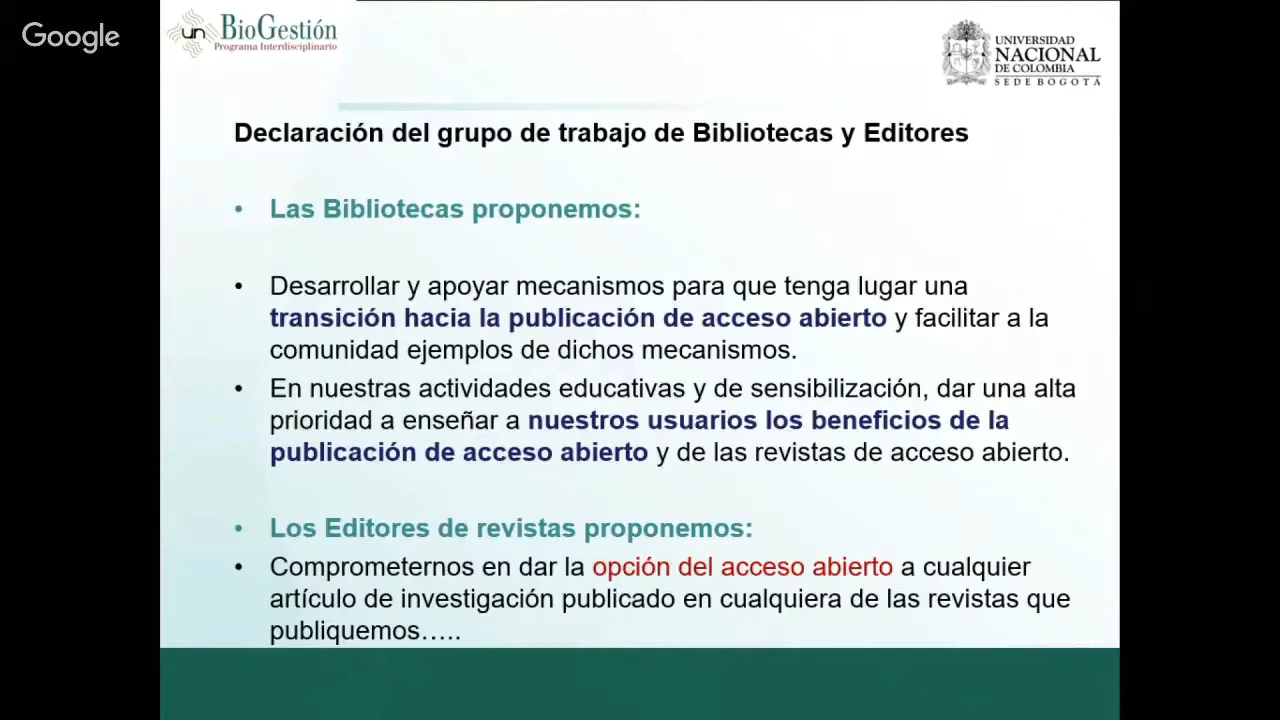 Google
un BioGestión
Programa Interdisciplinario
UNIVERSIDAD
NACIONAL
DE COLOMBIA
SEDE BOGOTÁ
Declaración del grupo de trabajo de Bibliotecas y Editores
• Las Bibliotecas proponemos:
• Desarrollar y apoyar mecanismos para que tenga lugar una
transición hacia la publicación de acceso abierto y facilitar a la
comunidad ejemplos de dichos mecanismos.
• En nuestras actividades educativas y de sensibilización, dar una alta
prioridad a enseñar a nuestros usuarios los beneficios de la
publicación de acceso abierto y de las revistas de acceso abierto.
• Los Editores de revistas proponemos:
• Comprometernos en dar la opción del acceso abierto a cualquier
artículo de investigación publicado en cualquiera de las revistas que
publiquemos…..